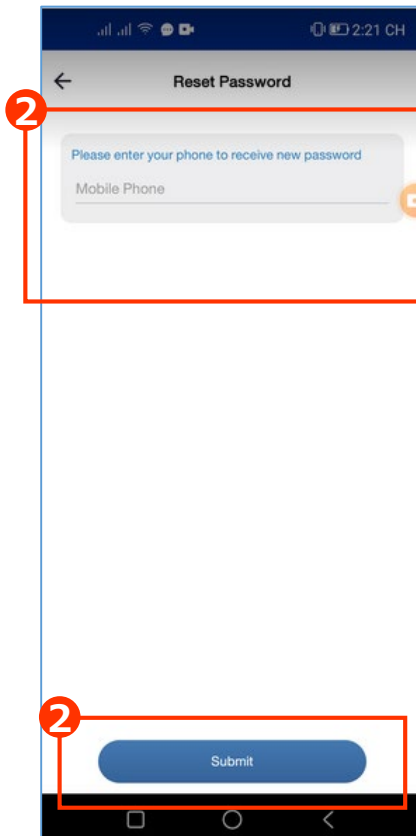 2:21 CH
Reset Password
2
Please enter your phone to receive new password
Mobile Phone
2
Submit